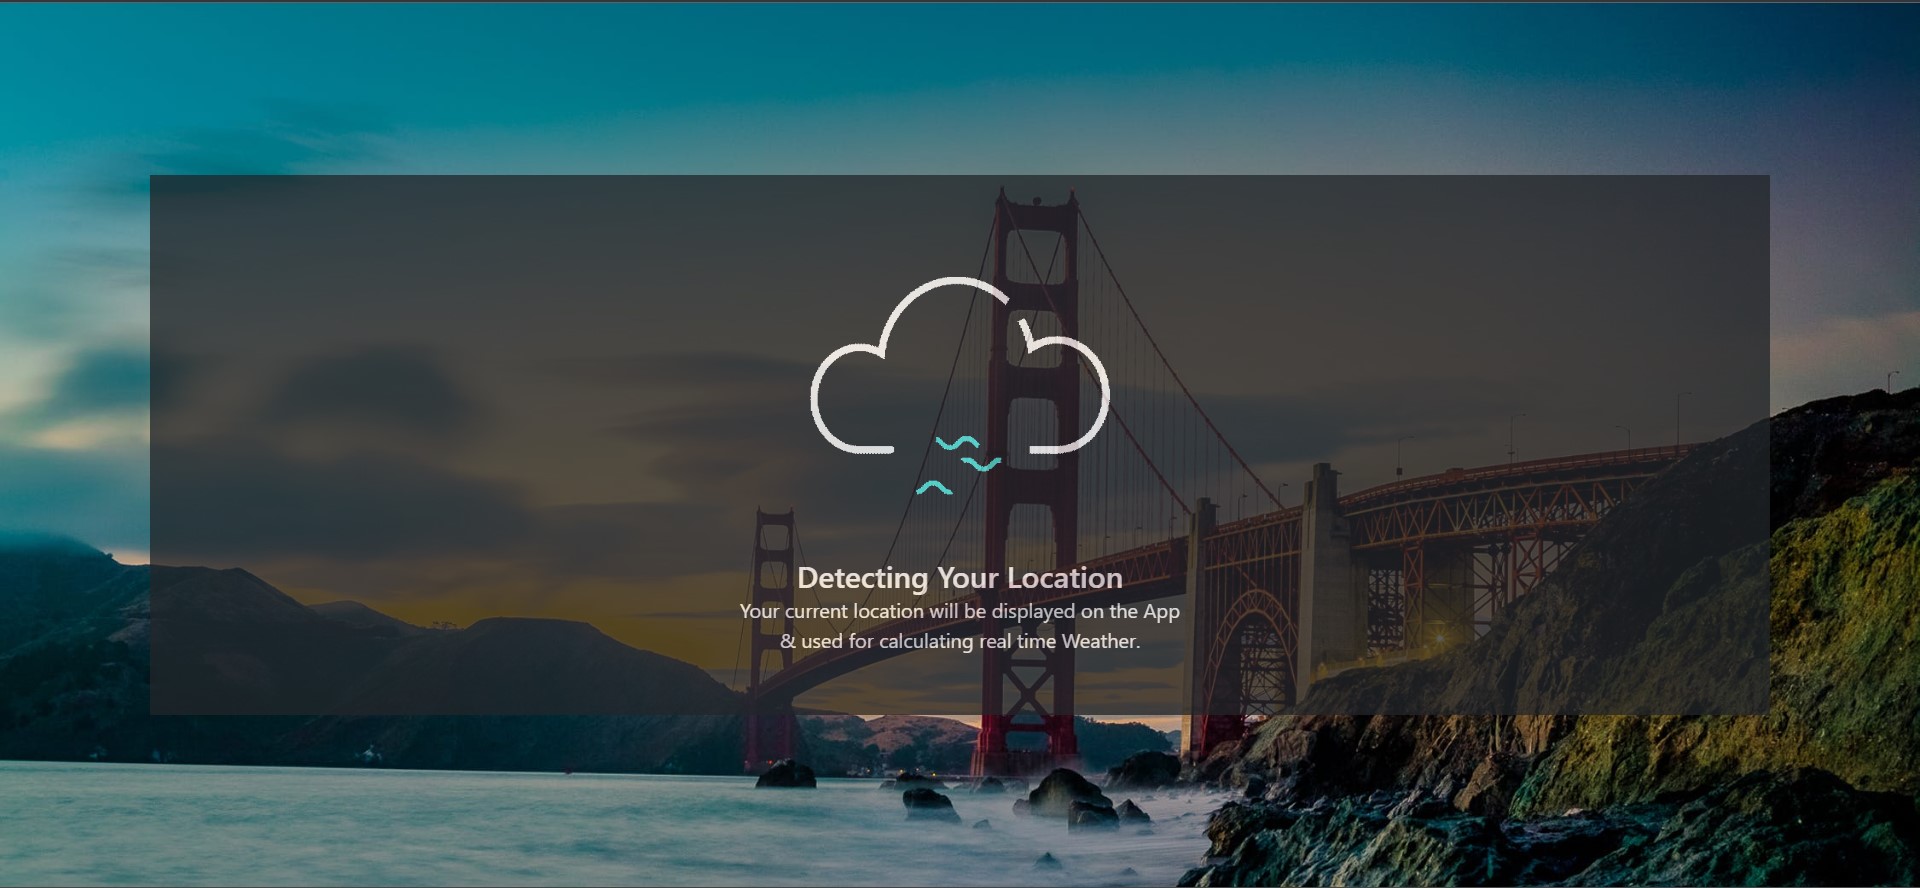 Detecting Your Location
Your current location will be displayed on the App
& used for calculating real time Weather.